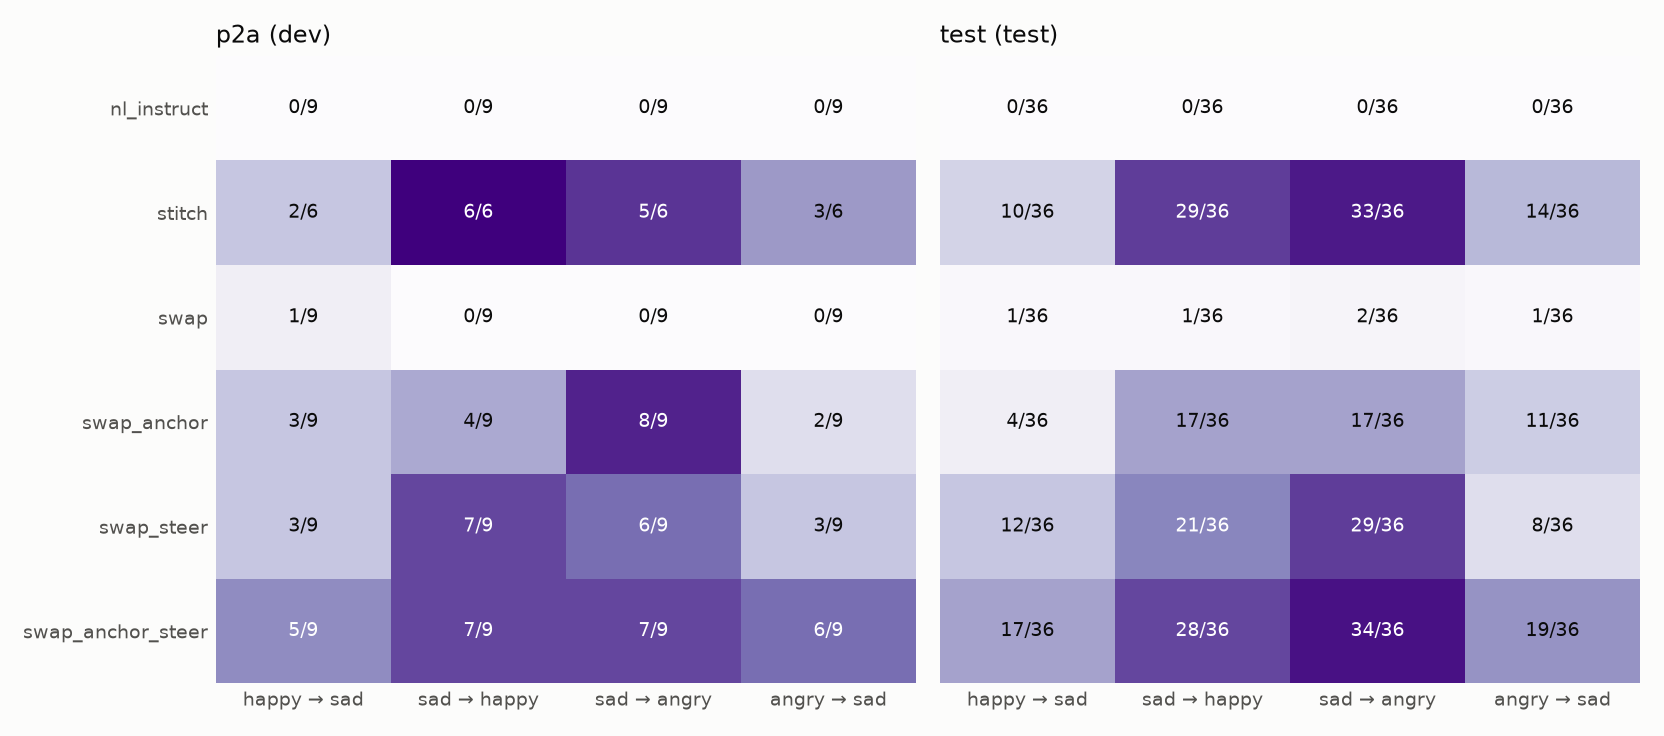 p2a (dev) test (test)
nl_instruct 0/9 0/9 0/9 0/9 0/36 0/36 0/36 0/36
stitch 2/6 6/6 5/6 3/6 10/36 29/36 33/36 14/36
swap 1/9 0/9 0/9 0/9 1/36 1/36 2/36 1/36
swap_anchor 3/9 4/9 8/9 2/9 4/36 17/36 17/36 11/36
swap_steer 3/9 7/9 6/9 3/9 12/36 21/36 29/36 8/36
swap_anchor_steer 5/9 7/9 7/9 6/9 17/36 28/36 34/36 19/36
happy → sad sad → happy sad → angry angry → sad happy → sad sad → happy sad → angry angry → sad